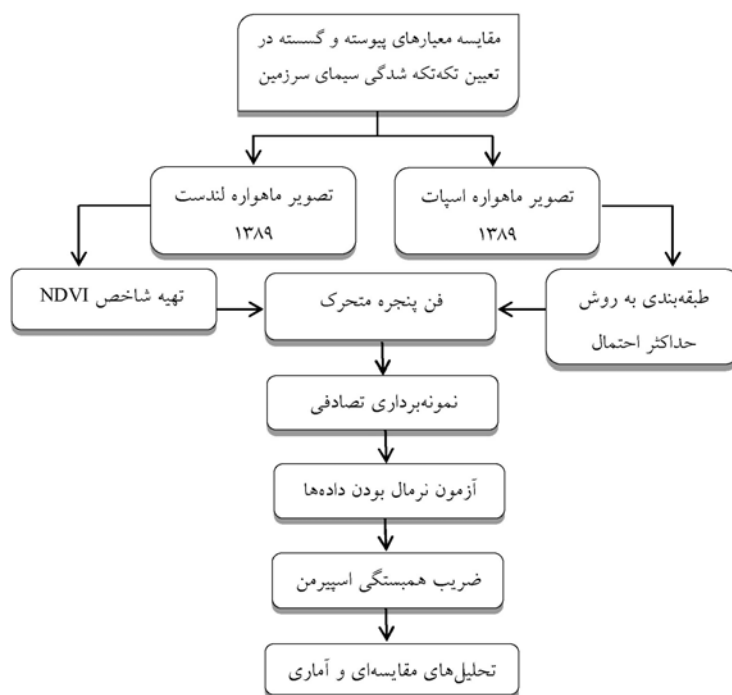 مقایسه معیارهای پیوسته و گسسته در
تعیین تکه‌تکه شدگی سیمای سرزمین
تصویر ماهواره اسپات
۱۳۸۹
تصویر ماهواره لندست
۱۳۸۹
طبقه‌بندی به روش
حداکثر احتمال
فن پنجره متحرک
تهیه شاخص NDVI
نمونه‌برداری تصادفی
آزمون نرمال بودن داده‌ها
ضریب همبستگی اسپیرمن
تحلیل‌های مقایسه‌ای و آماری